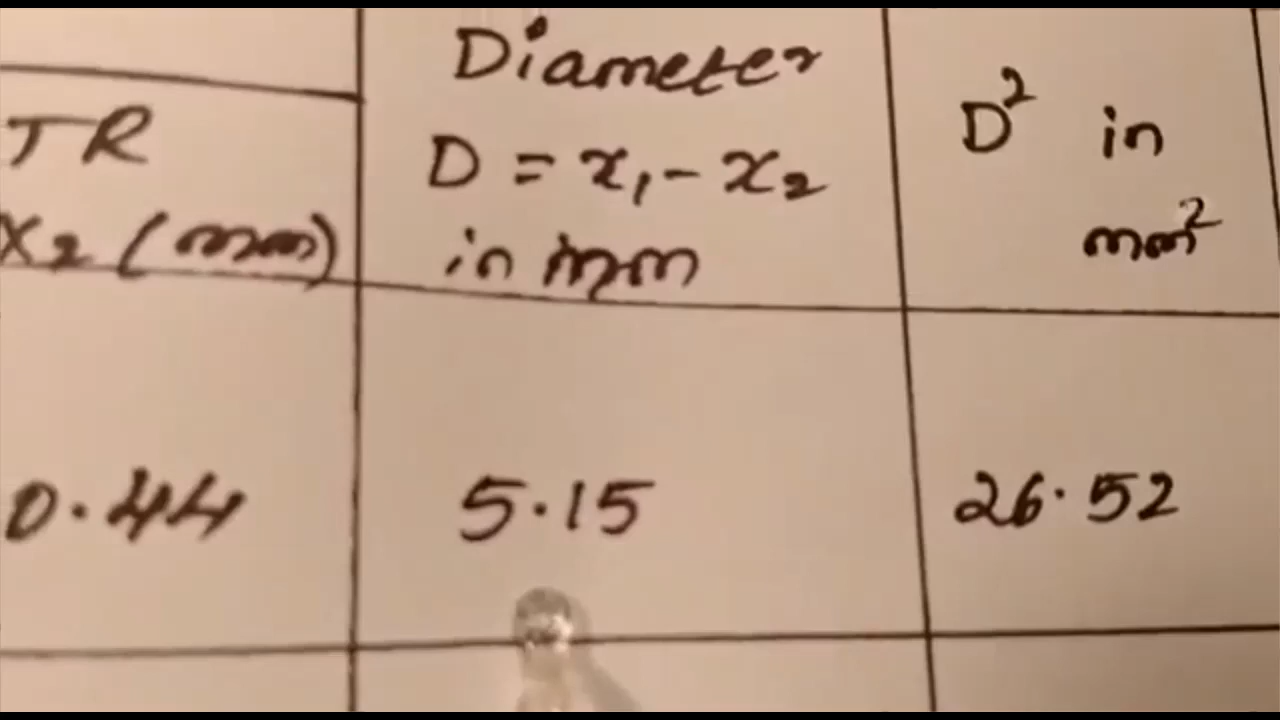 TR
X₂ (mm)
Diameter
D = x₁ - x₂
in mm
D² in
mm²
0.44
5.15
26.52